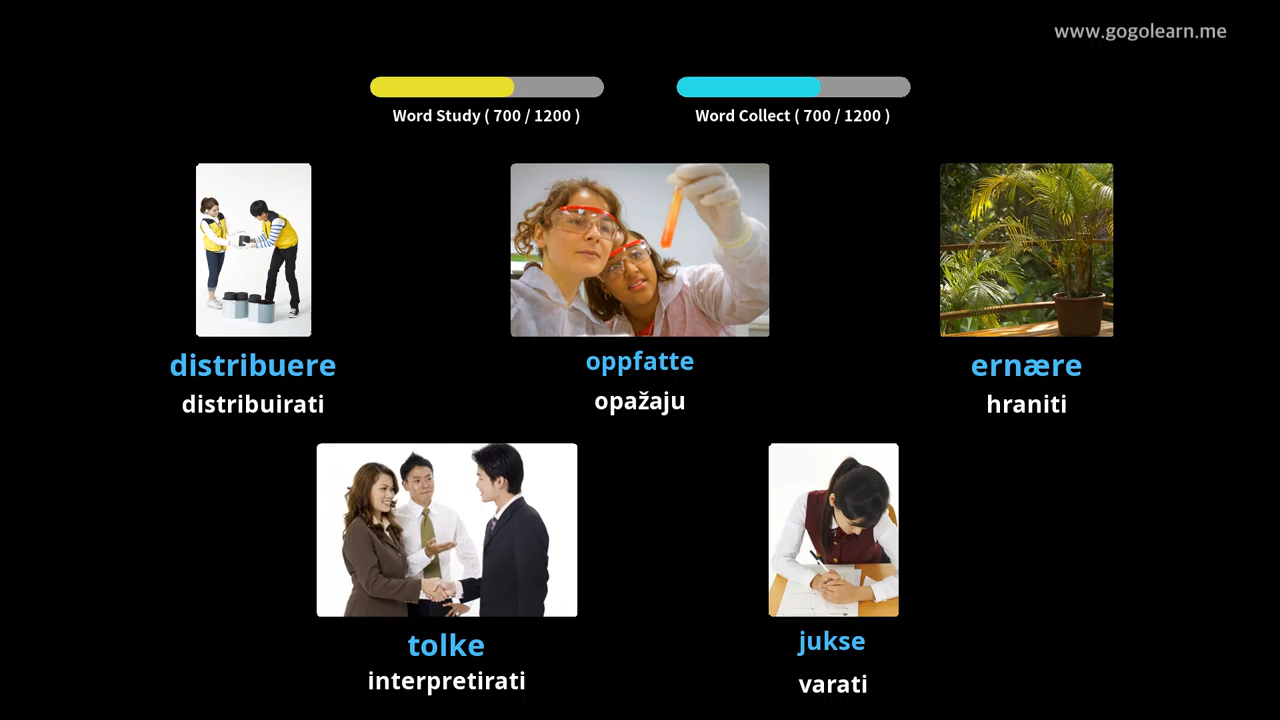 www.gogolearn.me
Word Study ( 700 / 1200 )
Word Collect ( 700 / 1200 )
distribuere
distribuirati
oppfatte
opažaju
ernære
hraniti
tolke
interpretirati
jukse
varati